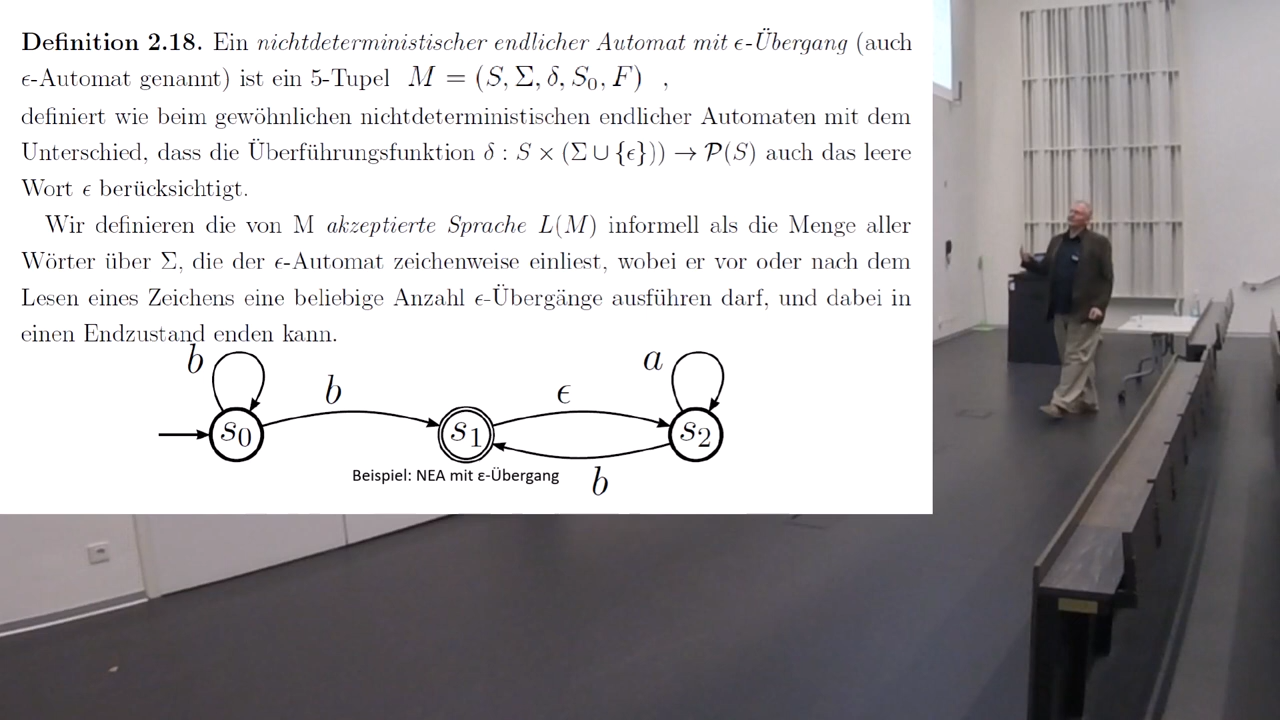 Definition 2.18. Ein nichtdeterministischer endlicher Automat mit ϵ-Übergang (auch
ϵ-Automat genannt) ist ein 5-Tupel M = (S, Σ, δ, S₀, F) ,
definiert wie beim gewöhnlichen nichtdeterministischen endlicher Automaten mit dem
Unterschied, dass die Überführungsfunktion δ : S × (Σ ∪ {ϵ})) → 𝒫(S) auch das leere
Wort ϵ berücksichtigt.
Wir definieren die von M akzeptierte Sprache L(M) informell als die Menge aller
Wörter über Σ, die der ϵ-Automat zeichenweise einliest, wobei er vor oder nach dem
Lesen eines Zeichens eine beliebige Anzahl ϵ-Übergänge ausführen darf, und dabei in
einen Endzustand enden kann.
b
b
ϵ
a
s₀
s₁
s₂
Beispiel: NEA mit ε-Übergang
b